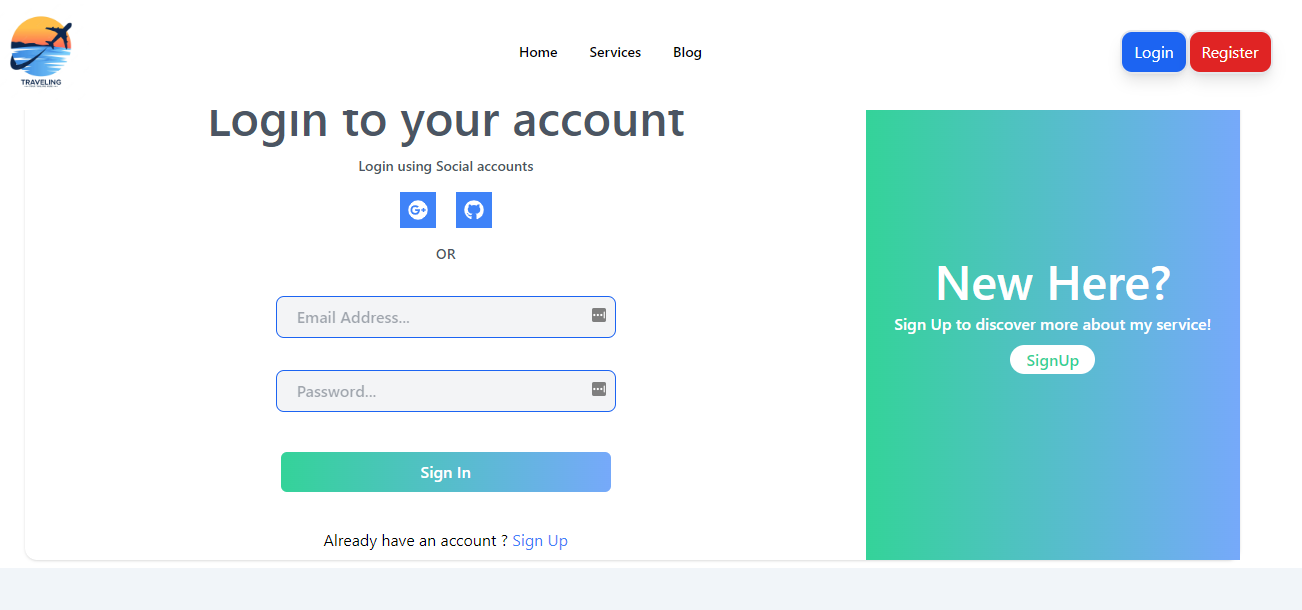 TRAVELING
Home Services Blog
Login Register
Login to your account
Login using Social accounts
G+
OR
Email Address...
Password...
Sign In
Already have an account ? Sign Up
New Here?
Sign Up to discover more about my service!
SignUp